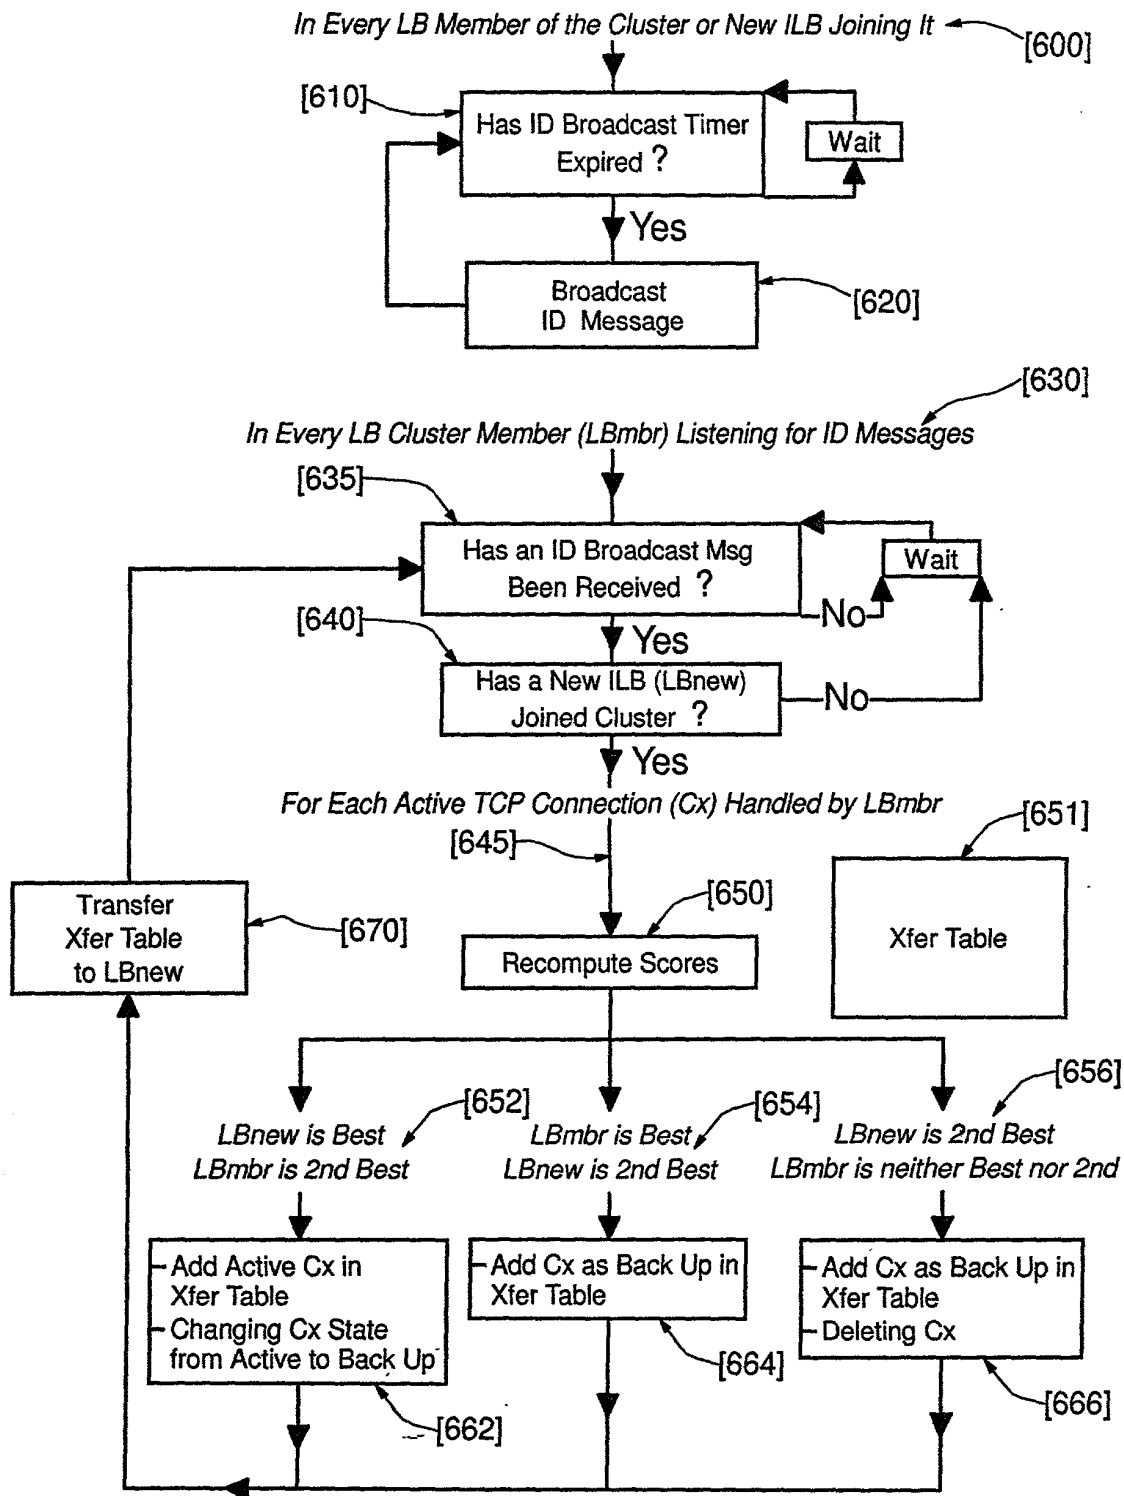 In Every LB Member of the Cluster or New ILB Joining It
[600]
[610]
Has ID Broadcast Timer
Expired ?
Wait
Yes
Broadcast
ID Message
[620]
[630]
In Every LB Cluster Member (LBmbr) Listening for ID Messages
[635]
Has an ID Broadcast Msg
Been Received ?
Wait
No
[640]
Yes
Has a New ILB (LBnew)
Joined Cluster ?
No
Yes
For Each Active TCP Connection (Cx) Handled by LBmbr
[645]
[651]
Xfer Table
Transfer
Xfer Table
to LBnew
[670]
[650]
Recompute Scores
[652]
LBnew is Best
LBmbr is 2nd Best
[654]
LBmbr is Best
LBnew is 2nd Best
[656]
LBnew is 2nd Best
LBmbr is neither Best nor 2nd
– Add Active Cx in
Xfer Table
– Changing Cx State
from Active to Back Up
[662]
– Add Cx as Back Up in
Xfer Table
[664]
– Add Cx as Back Up in
Xfer Table
– Deleting Cx
[666]